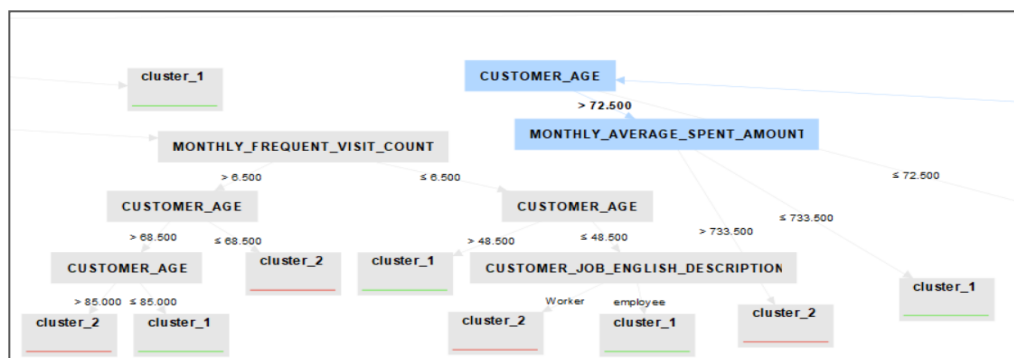 cluster_1
CUSTOMER_AGE
> 72.500
MONTHLY_AVERAGE_SPENT_AMOUNT
MONTHLY_FREQUENT_VISIT_COUNT
> 6.500
≤ 6.500
≤ 72.500
CUSTOMER_AGE
CUSTOMER_AGE
≤ 733.500
> 68.500
≤ 68.500
> 48.500
≤ 48.500
> 733.500
CUSTOMER_AGE
cluster_2
cluster_1
CUSTOMER_JOB_ENGLISH_DESCRIPTION
cluster_1
> 85.000
≤ 85.000
Worker
employee
cluster_2
cluster_1
cluster_2
cluster_1
cluster_2